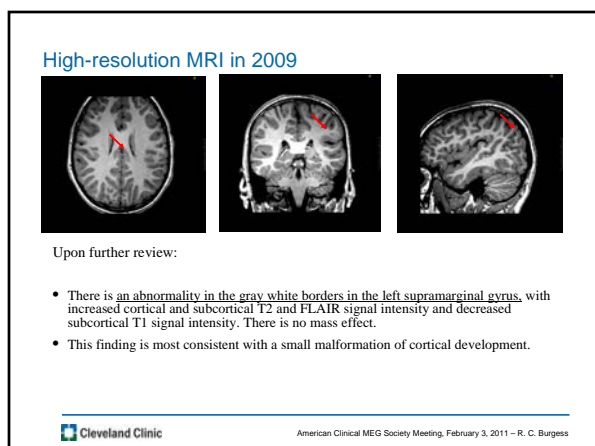 High-resolution MRI in 2009
Upon further review:
• There is an abnormality in the gray white borders in the left supramarginal gyrus, with
increased cortical and subcortical T2 and FLAIR signal intensity and decreased
subcortical T1 signal intensity. There is no mass effect.
• This finding is most consistent with a small malformation of cortical development.
Cleveland Clinic
American Clinical MEG Society Meeting, February 3, 2011 – R. C. Burgess